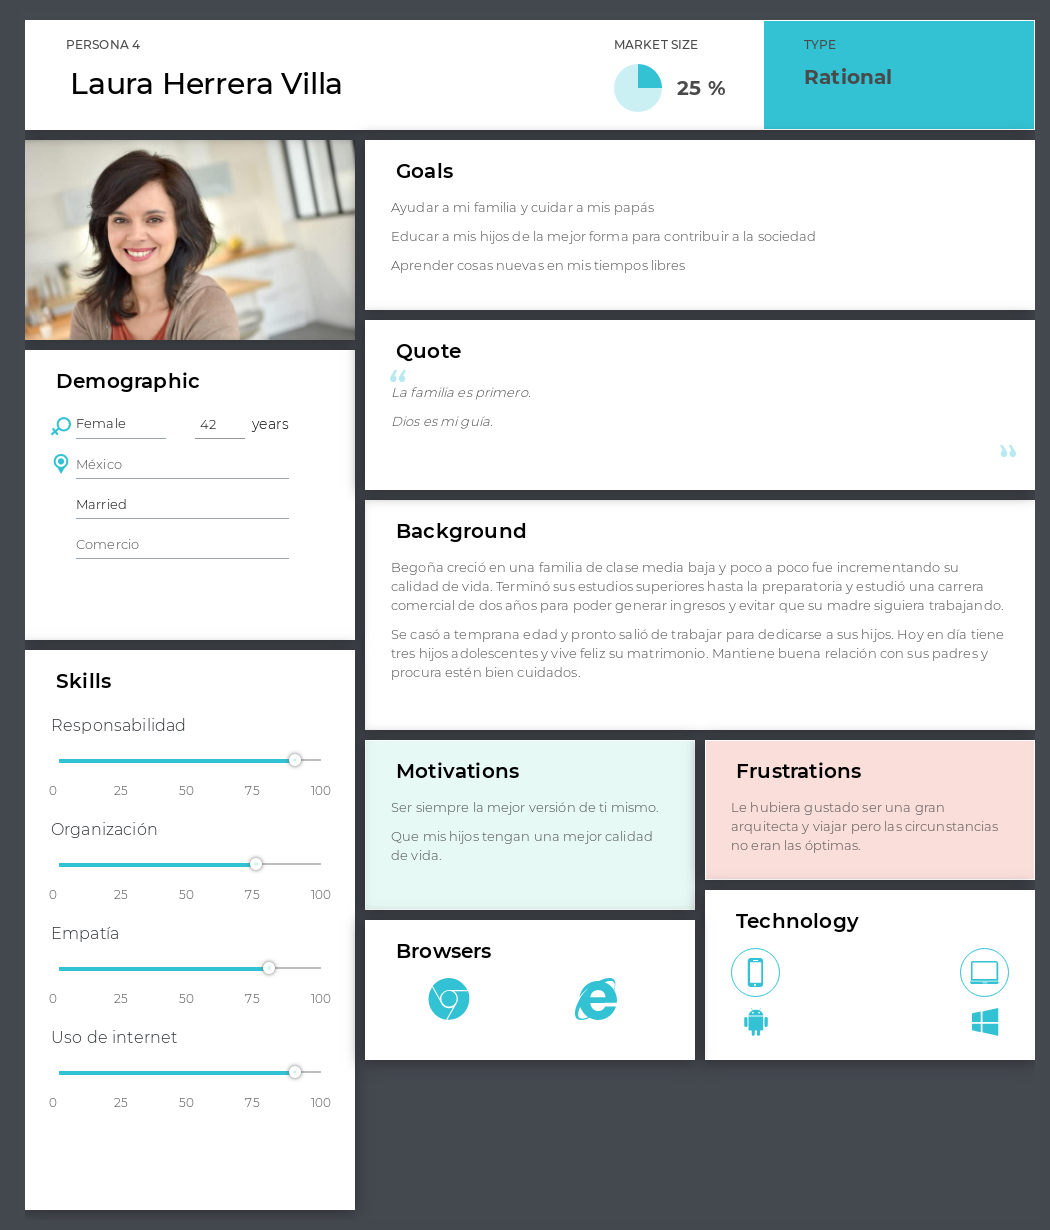 PERSONA 4
Laura Herrera Villa
MARKET SIZE
25 %
TYPE
Rational
Goals
Ayudar a mi familia y cuidar a mis papás
Educar a mis hijos de la mejor forma para contribuir a la sociedad
Aprender cosas nuevas en mis tiempos libres
Quote
“
La familia es primero.
Dios es mi guía.
”
Demographic
Female 42 years
México
Married
Comercio
Background
Begoña creció en una familia de clase media baja y poco a poco fue incrementando su
calidad de vida. Terminó sus estudios superiores hasta la preparatoria y estudió una carrera
comercial de dos años para poder generar ingresos y evitar que su madre siguiera trabajando.
Se casó a temprana edad y pronto salió de trabajar para dedicarse a sus hijos. Hoy en día tiene
tres hijos adolescentes y vive feliz su matrimonio. Mantiene buena relación con sus padres y
procura estén bien cuidados.
Skills
Responsabilidad
0 25 50 75 100
Organización
0 25 50 75 100
Empatía
0 25 50 75 100
Uso de internet
0 25 50 75 100
Motivations
Ser siempre la mejor versión de ti mismo.
Que mis hijos tengan una mejor calidad
de vida.
Frustrations
Le hubiera gustado ser una gran
arquitecta y viajar pero las circunstancias
no eran las óptimas.
Browsers
Technology